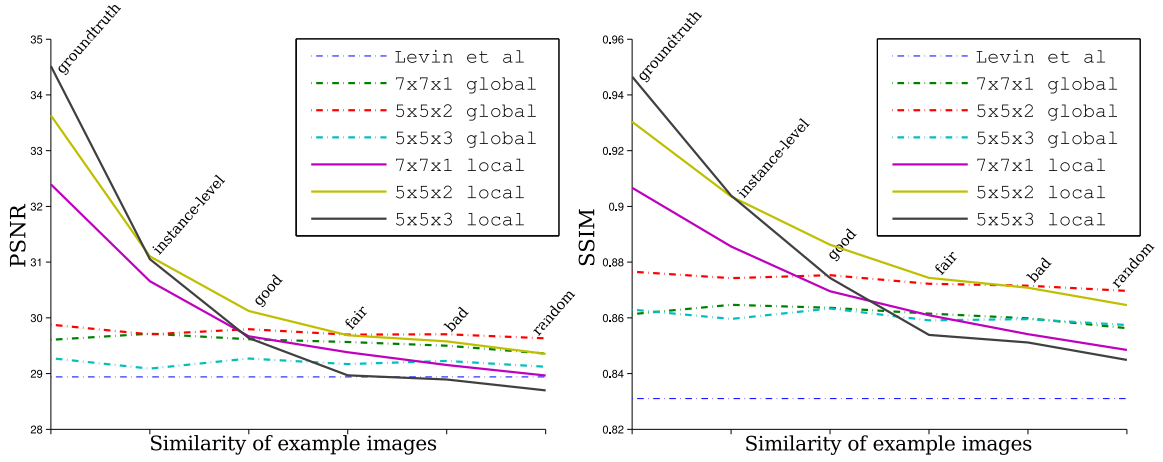 35
34
33
32
31
30
29
28
PSNR
groundtruth
instance-level
good
fair
bad
random
Levin et al
7x7x1 global
5x5x2 global
5x5x3 global
7x7x1 local
5x5x2 local
5x5x3 local
Similarity of example images
0.96
0.94
0.92
0.9
0.88
0.86
0.84
0.82
SSIM
groundtruth
instance-level
good
fair
bad
random
Levin et al
7x7x1 global
5x5x2 global
5x5x3 global
7x7x1 local
5x5x2 local
5x5x3 local
Similarity of example images